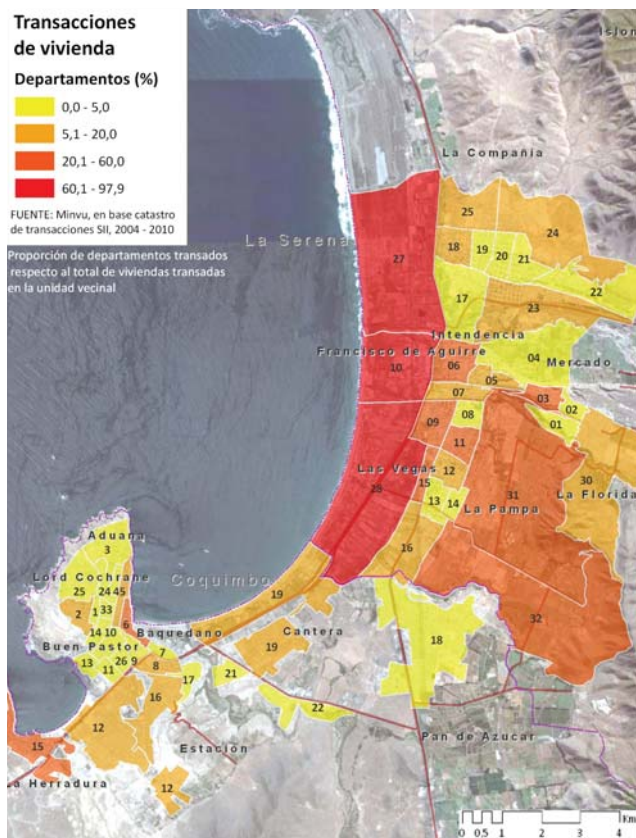 Transacciones
de vivienda
Departamentos (%)
0,0 - 5,0
5,1 - 20,0
20,1 - 60,0
60,1 - 97,9
FUENTE: Minvu, en base catastro
de transacciones SII, 2004 - 2010
Proporción de departamentos transados
respecto al total de viviendas transadas
en la unidad vecinal
Islon
La Compañia
25
24
La Serena
18
19
20
21
27
22
17
23
Intendencia
Francisco de Aguirre
04
Mercado
10
06
05
07
03
02
08
01
09
11
Las Vegas
12
30
15
31
La Florida
13
14
La Pampa
16
Aduana
3
Lord Cochrane
Coquimbo
25
24
45
19
32
2
1
33
6
Baquedano
Cantera
14
10
19
18
Buen Pastor
7
13
26
9
8
11
17
21
16
22
12
Pan de Azucar
15
Estación
La Herradura
12
Km
0
0.5
1
2
3
4